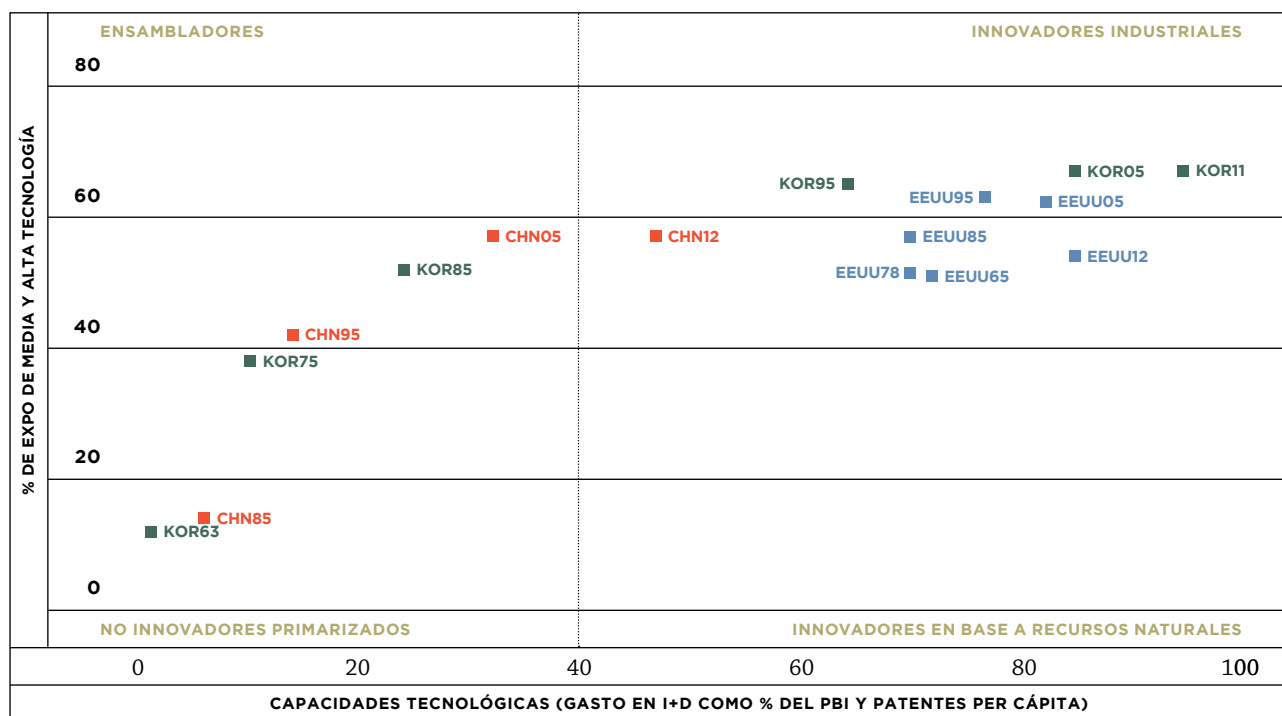 ENSAMBLADORES
INNOVADORES INDUSTRIALES
% DE EXPO DE MEDIA Y ALTA TECNOLOGÍA
80
60
40
20
0
KOR95
KOR05
KOR11
EEUU95
EEUU05
CHN05
CHN12
EEUU85
KOR85
EEUU12
EEUU78
EEUU65
CHN95
KOR75
CHN85
KOR63
NO INNOVADORES PRIMARIZADOS
INNOVADORES EN BASE A RECURSOS NATURALES
0 20 40 60 80 100
CAPACIDADES TECNOLÓGICAS (GASTO EN I+D COMO % DEL PBI Y PATENTES PER CÁPITA)